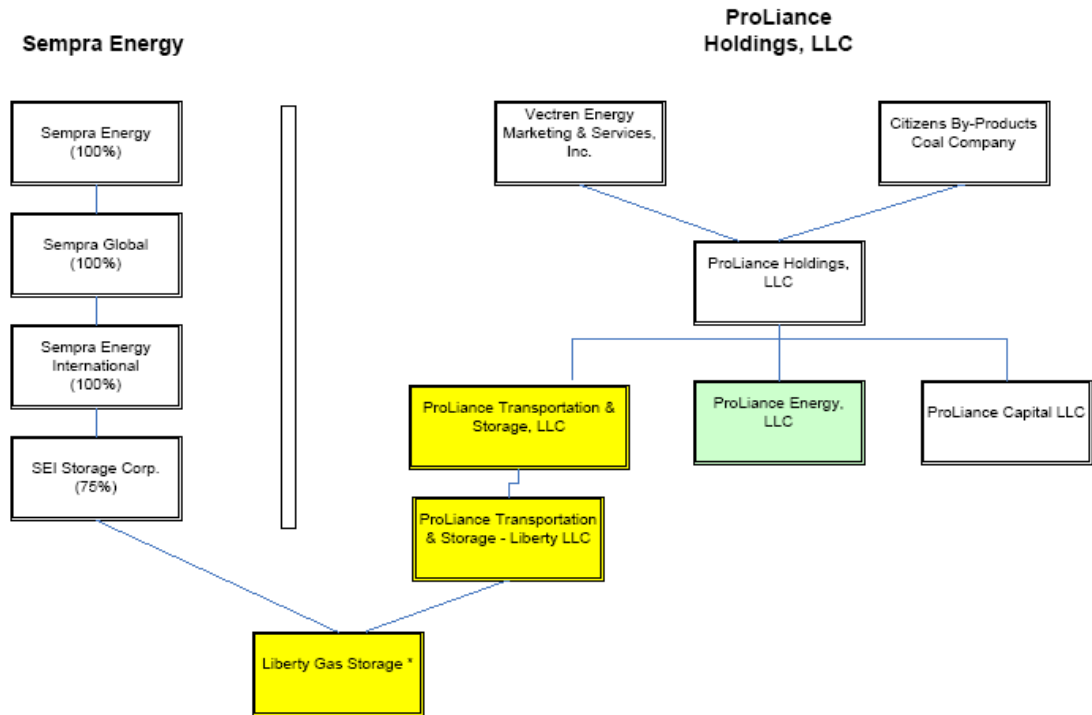 Sempra Energy
ProLiance
Holdings, LLC
Sempra Energy
(100%)
Sempra Global
(100%)
Sempra Energy
International
(100%)
SEI Storage Corp.
(75%)
Vectren Energy
Marketing & Services,
Inc.
Citizens By-Products
Coal Company
ProLiance Holdings,
LLC
ProLiance Transportation &
Storage, LLC
ProLiance Energy,
LLC
ProLiance Capital LLC
ProLiance Transportation
& Storage - Liberty LLC
Liberty Gas Storage *